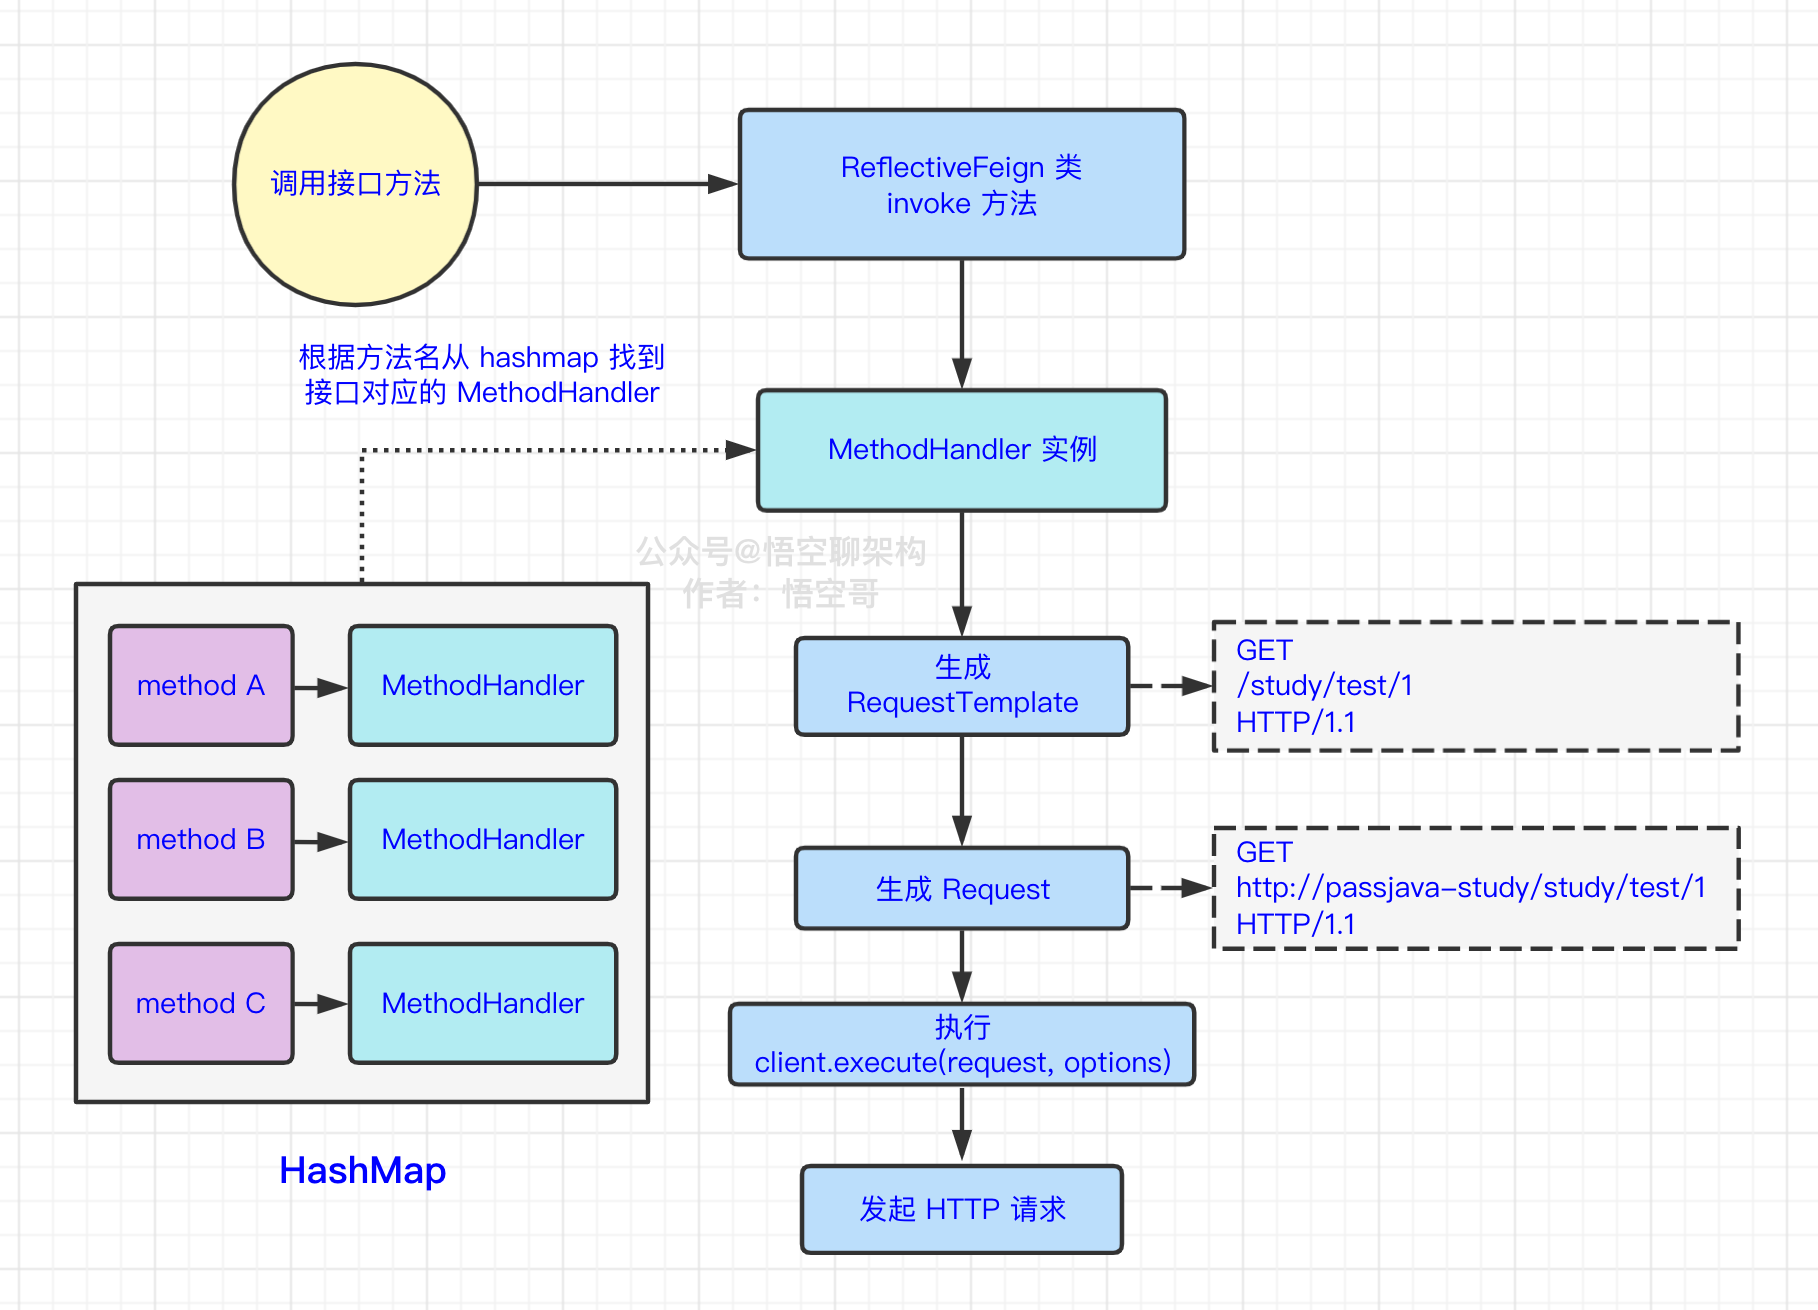 调用接口方法
ReflectiveFeign 类
invoke 方法
根据方法名从 hashmap 找到
接口对应的 MethodHandler
MethodHandler 实例
公众号@悟空聊架构
作者：悟空哥
method A
MethodHandler
method B
MethodHandler
method C
MethodHandler
HashMap
生成
RequestTemplate
GET
/study/test/1
HTTP/1.1
生成 Request
GET
http://passjava-study/study/test/1
HTTP/1.1
执行
client.execute(request, options)
发起 HTTP 请求